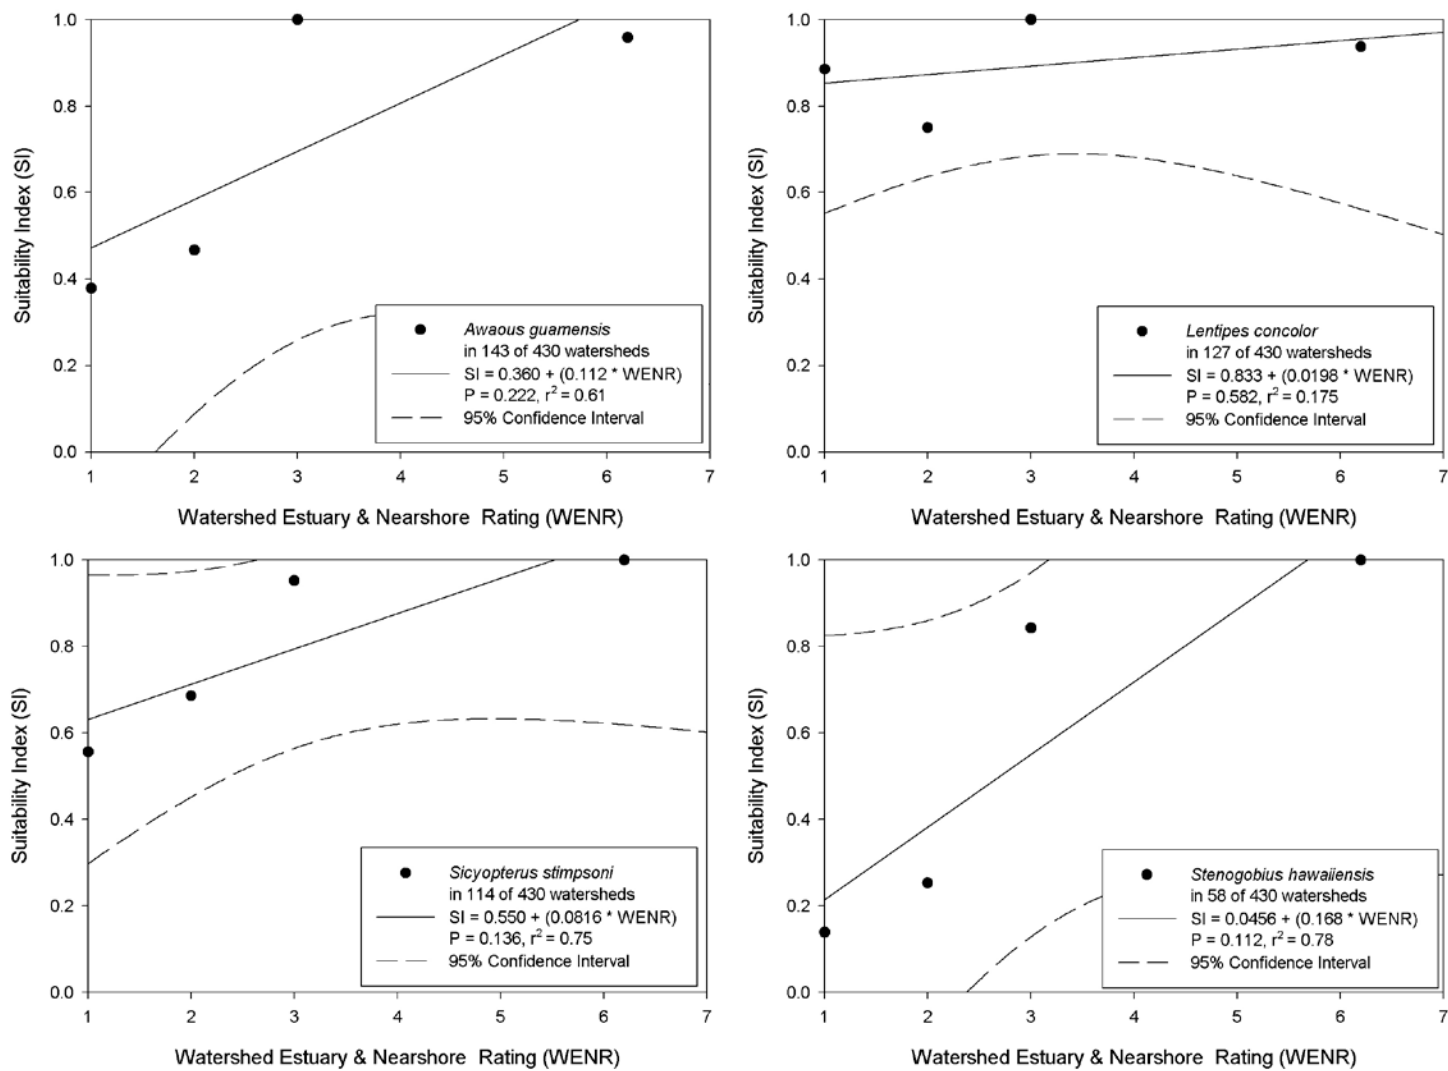 1.0
0.8
0.6
0.4
0.2
0.0
Suitability Index (SI)
Awaous guamensis
in 143 of 430 watersheds
SI = 0.360 + (0.112 * WENR)
P = 0.222, r² = 0.61
95% Confidence Interval
1 2 3 4 5 6 7
Watershed Estuary & Nearshore Rating (WENR)
1.0
0.8
0.6
0.4
0.2
0.0
Suitability Index (SI)
Lentipes concolor
in 127 of 430 watersheds
SI = 0.833 + (0.0198 * WENR)
P = 0.582, r² = 0.175
95% Confidence Interval
1 2 3 4 5 6 7
Watershed Estuary & Nearshore Rating (WENR)
1.0
0.8
0.6
0.4
0.2
0.0
Suitability Index (SI)
Sicyopterus stimpsoni
in 114 of 430 watersheds
SI = 0.550 + (0.0816 * WENR)
P = 0.136, r² = 0.75
95% Confidence Interval
1 2 3 4 5 6 7
Watershed Estuary & Nearshore Rating (WENR)
1.0
0.8
0.6
0.4
0.2
0.0
Suitability Index (SI)
Stenogobius hawaiiensis
in 58 of 430 watersheds
SI = 0.0456 + (0.168 * WENR)
P = 0.112, r² = 0.78
95% Confidence Interval
1 2 3 4 5 6 7
Watershed Estuary & Nearshore Rating (WENR)